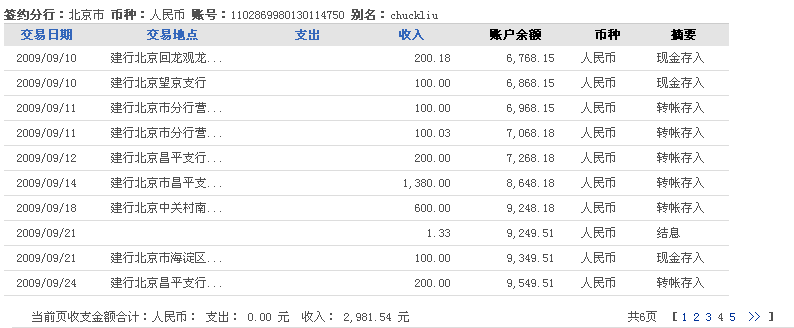 签约分行：北京市 币种：人民币 账号：1102869980130114750 别名：chuckliu
交易日期 交易地点 支出 收入 账户余额 币种 摘要
2009/09/10 建行北京回龙观龙... 200.18 6,768.15 人民币 现金存入
2009/09/10 建行北京望京支行 100.00 6,868.15 人民币 现金存入
2009/09/11 建行北京市分行营... 100.00 6,968.15 人民币 转帐存入
2009/09/11 建行北京市分行营... 100.03 7,068.18 人民币 转帐存入
2009/09/12 建行北京昌平支行... 200.00 7,268.18 人民币 转帐存入
2009/09/14 建行北京市昌平支... 1,380.00 8,648.18 人民币 转帐存入
2009/09/18 建行北京中关村南... 600.00 9,248.18 人民币 转帐存入
2009/09/21 1.33 9,249.51 人民币 结息
2009/09/21 建行北京市海淀区... 100.00 9,349.51 人民币 现金存入
2009/09/24 建行北京昌平支行... 200.00 9,549.51 人民币 转帐存入
当前页收支金额合计：人民币： 支出： 0.00 元 收入： 2,981.54 元 共6页 [ 1 2 3 4 5 >> ]